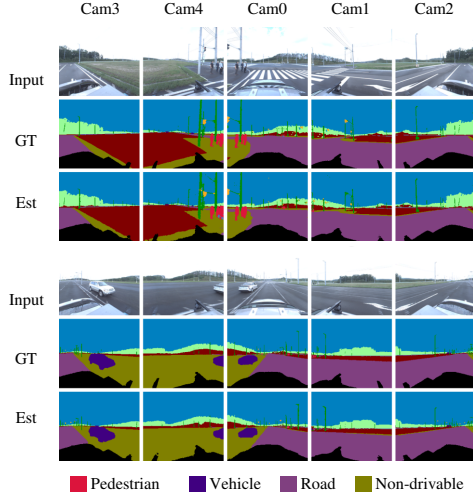 Cam3 Cam4 Cam0 Cam1 Cam2
Input
GT
Est
Input
GT
Est
Pedestrian Vehicle Road Non-drivable